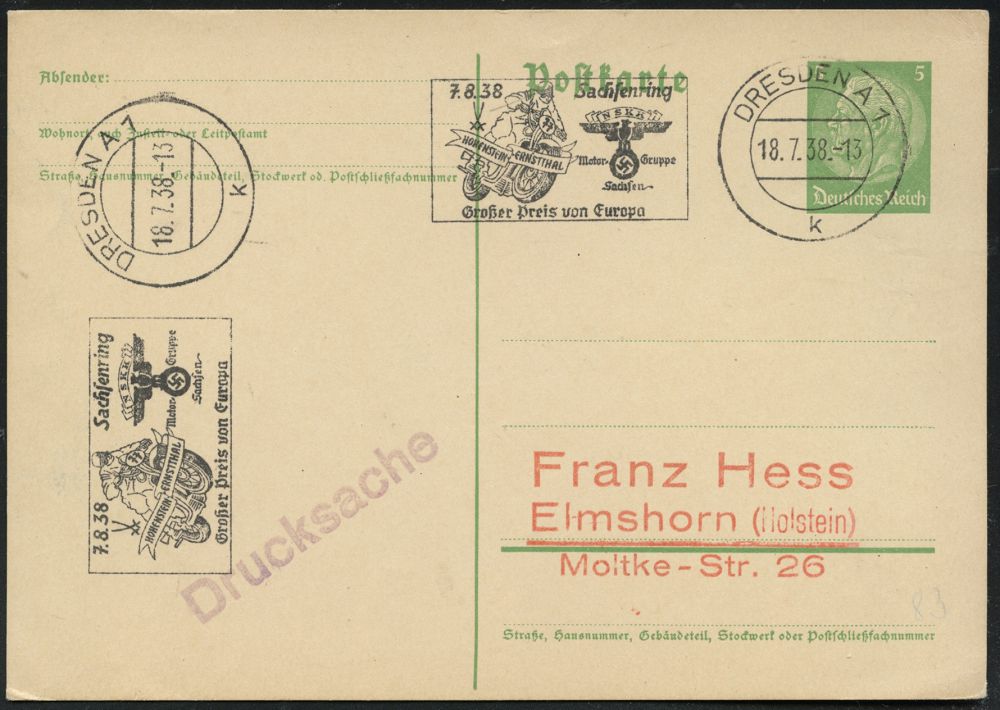 Absender:
Wohnort, auch Zustell- oder Leitpostamt
Straße, Hausnummer, Gebäudeteil, Stockwerk od. Postschließfachnummer
DRESDEN A 1
18.7.38.-13
k
Postkarte
7.8.38
Sachsenring
NSKK
HOHENSTEIN-ERNSTTHAL
Motor Gruppe
Sachsen
Großer Preis von Europa
DRESDEN A 1
18.7.38.-13
k
5
Deutsches Reich
7.8.38 Sachsenring
NSKK
HOHENSTEIN-ERNSTTHAL
Motor Gruppe
Sachsen
Großer Preis von Europa
Drucksache
Franz Hess
Elmshorn (Holstein)
Moltke-Str. 26
83
Straße, Hausnummer, Gebäudeteil, Stockwerk oder Postschließfachnummer